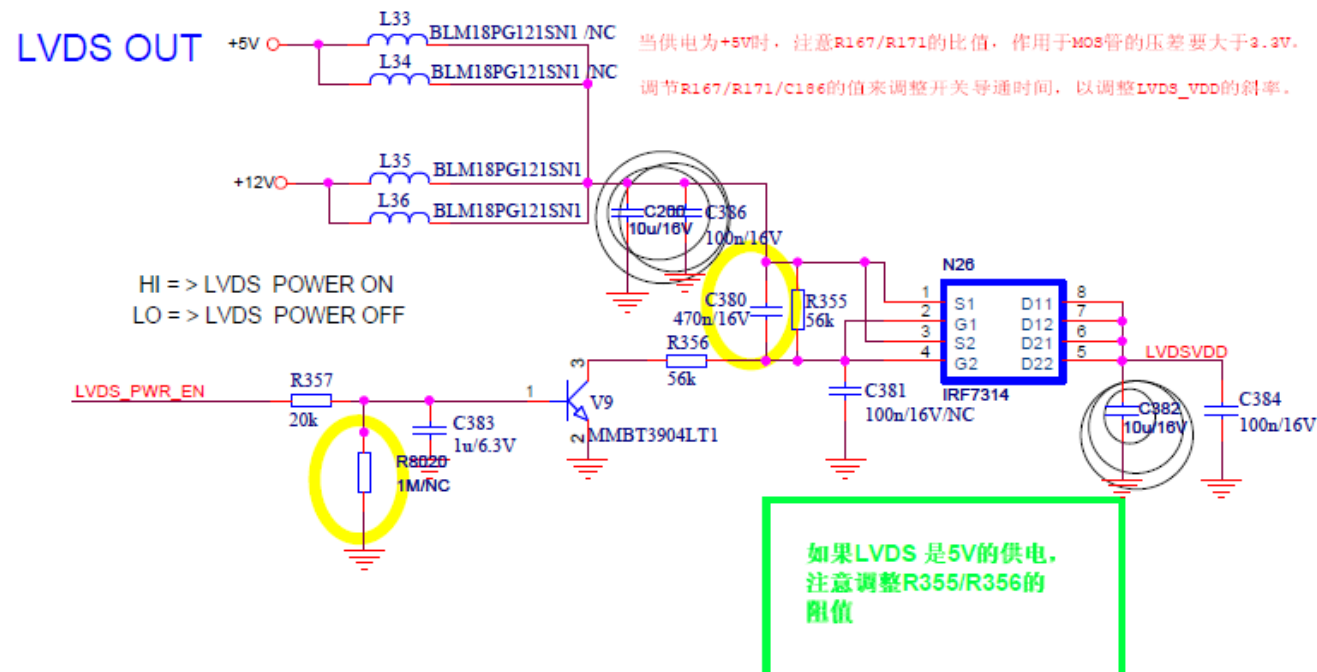 LVDS OUT
+5V
L33
BLM18PG121SN1 /NC
L34
BLM18PG121SN1 /NC
当供电为+5V时，注意R167/R171的比值，作用于MOS管的压差要大于3.3V。
调节R167/R171/C186的值来调整开关导通时间，以调整LVDS_VDD的斜率。
+12V
L35
BLM18PG121SN1
L36
BLM18PG121SN1
C200
10u/16V
C386
100n/16V
HI = > LVDS POWER ON
LO = > LVDS POWER OFF
C380
470n/16V
R355
56k
R356
56k
N26
1
2
3
4
S1
G1
S2
G2
D11
D12
D21
D22
8
7
6
5
IRF7314
LVDSVDD
LVDS_PWR_EN
R357
20k
C383
1u/6.3V
R8020
1M/NC
1
3
2
V9
MMBT3904LT1
C381
100n/16V/NC
C382
10u/16V
C384
100n/16V
如果LVDS 是5V的供电，
注意调整R355/R356的
阻值